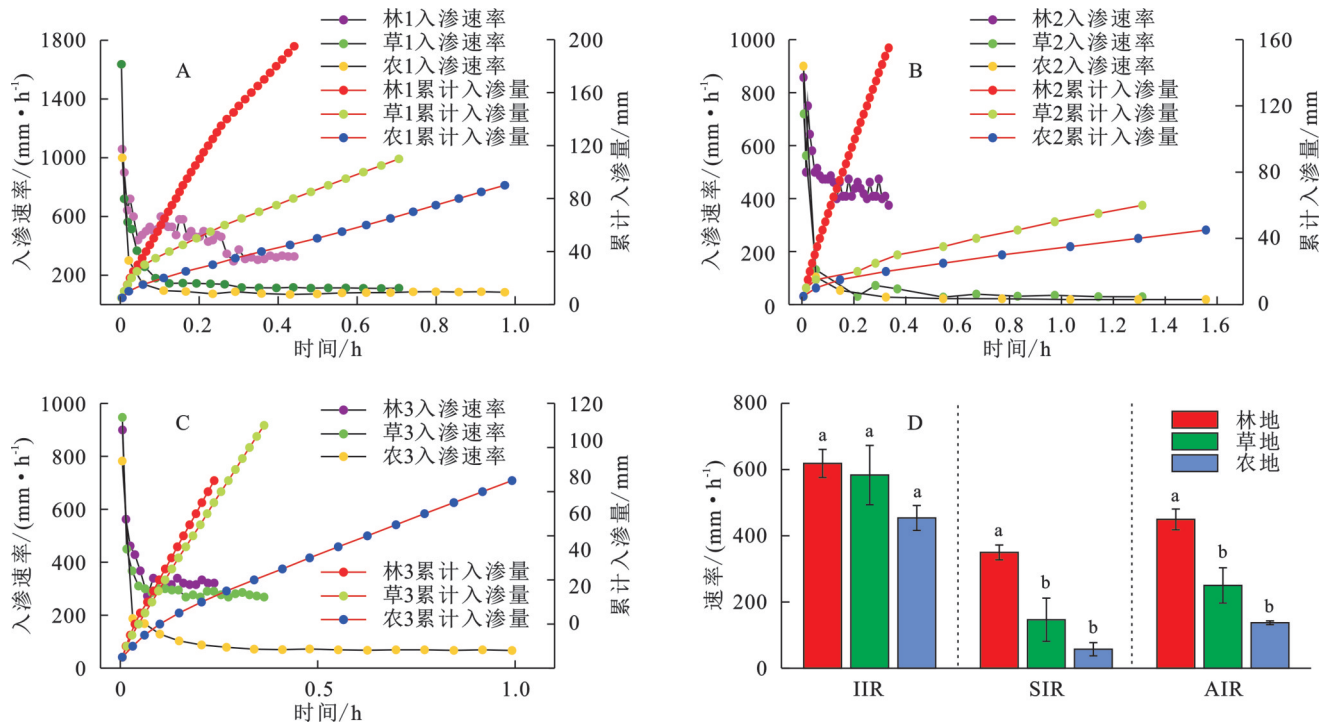 A
林1入渗速率
草1入渗速率
农1入渗速率
林1累计入渗量
草1累计入渗量
农1累计入渗量
入渗速率/(mm·h⁻¹)
1800
1400
1000
600
200
累计入渗量/mm
200
160
120
80
40
0
0 0.2 0.4 0.6 0.8 1.0
时间/h
B
林2入渗速率
草2入渗速率
农2入渗速率
林2累计入渗量
草2累计入渗量
农2累计入渗量
入渗速率/(mm·h⁻¹)
1000
800
600
400
200
0
累计入渗量/mm
160
120
80
40
0
0 0.2 0.4 0.6 0.8 1.0 1.2 1.4 1.6
时间/h
C
林3入渗速率
草3入渗速率
农3入渗速率
林3累计入渗量
草3累计入渗量
农3累计入渗量
入渗速率/(mm·h⁻¹)
1000
800
600
400
200
0
累计入渗量/mm
120
100
80
60
40
20
0
0 0.5 1.0
时间/h
D
林地
草地
农地
速率/(mm·h⁻¹)
800
600
400
200
0
a a a
a b b
a b b
IIR SIR AIR